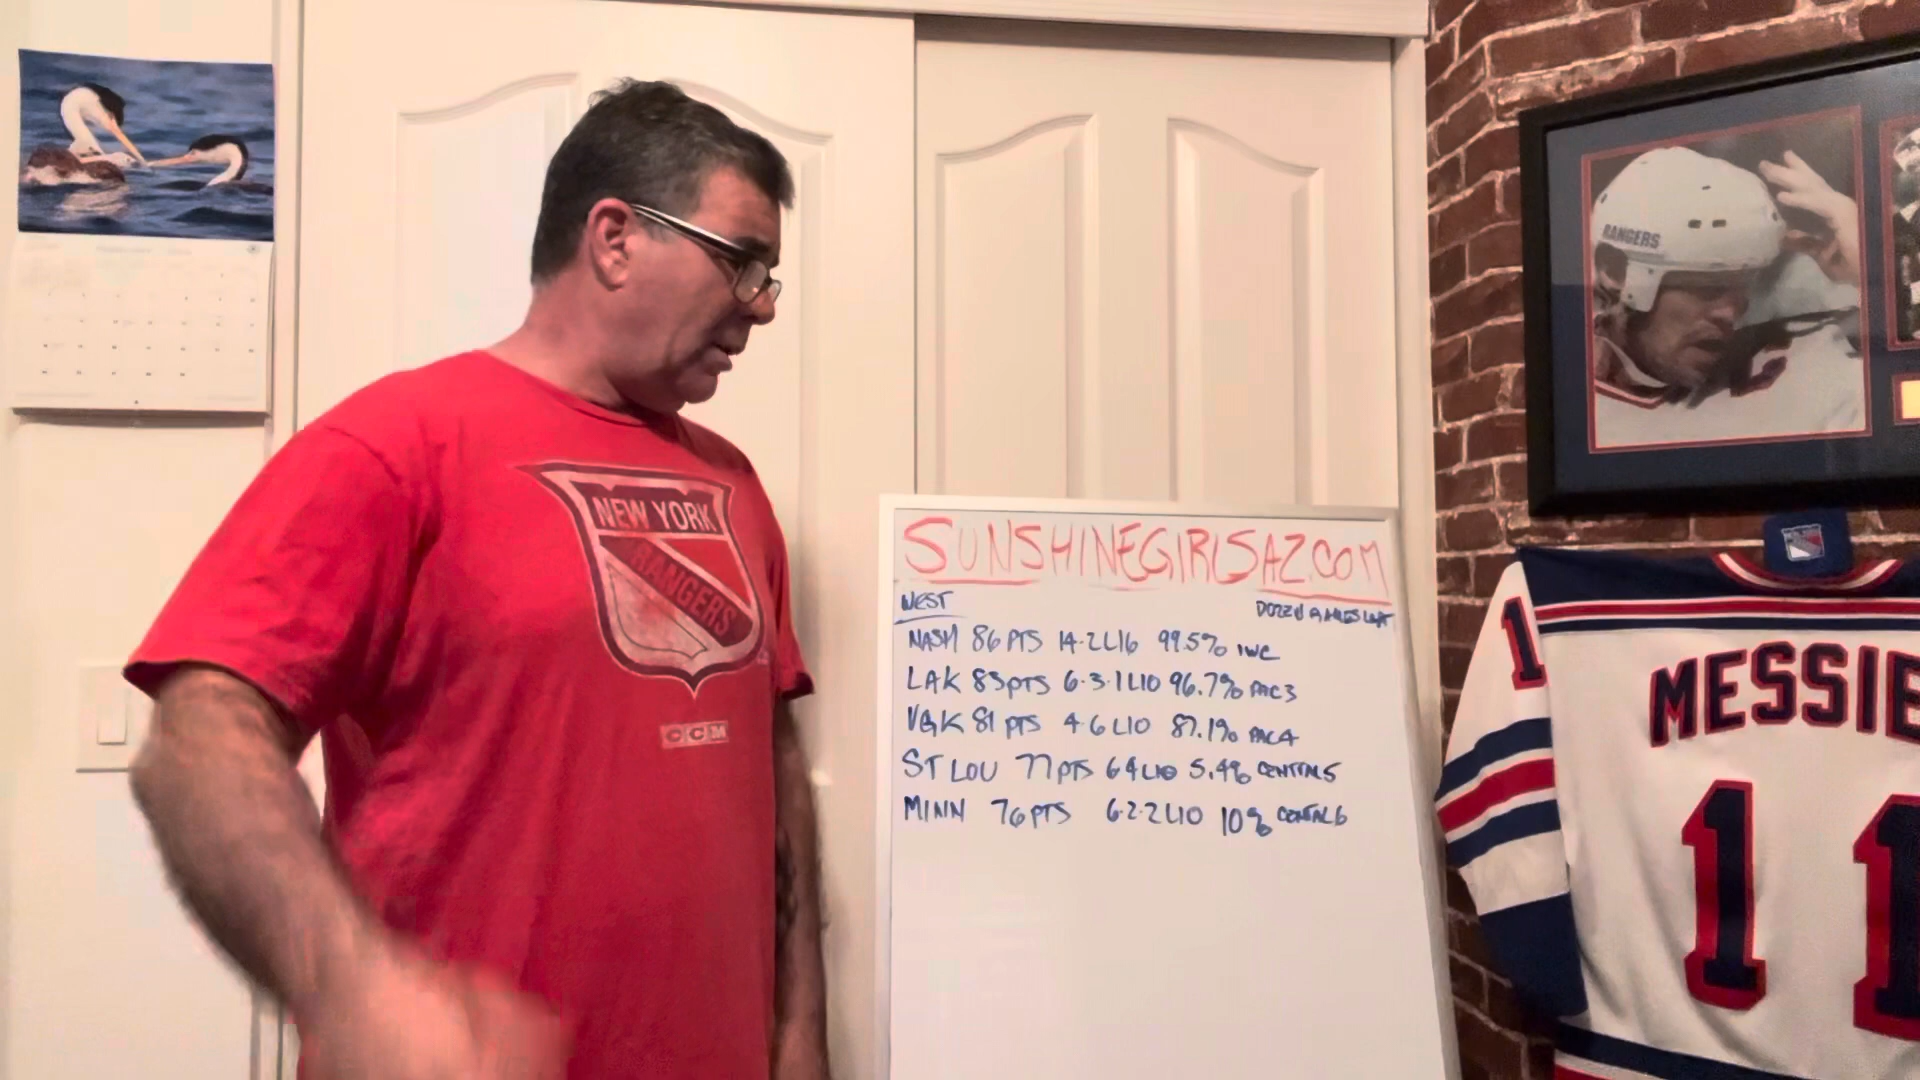 SUNSHINEGIRLSAZ.COM
WEST
NASH 86 PTS 14-2 L16 99.5% 1WC
LAK 83 PTS 6-3-1 L10 96.7% PAC3
VGK 81 PTS 4-6 L10 87.1% PAC4
ST LOU 77 PTS 6 4 L10 5.4% CENTRAL5
MINN 76 PTS 6-2-2 L10 10% CENTRAL6
NEW YORK
RANGERS
CCM
RANGERS
MESSIE
11
1